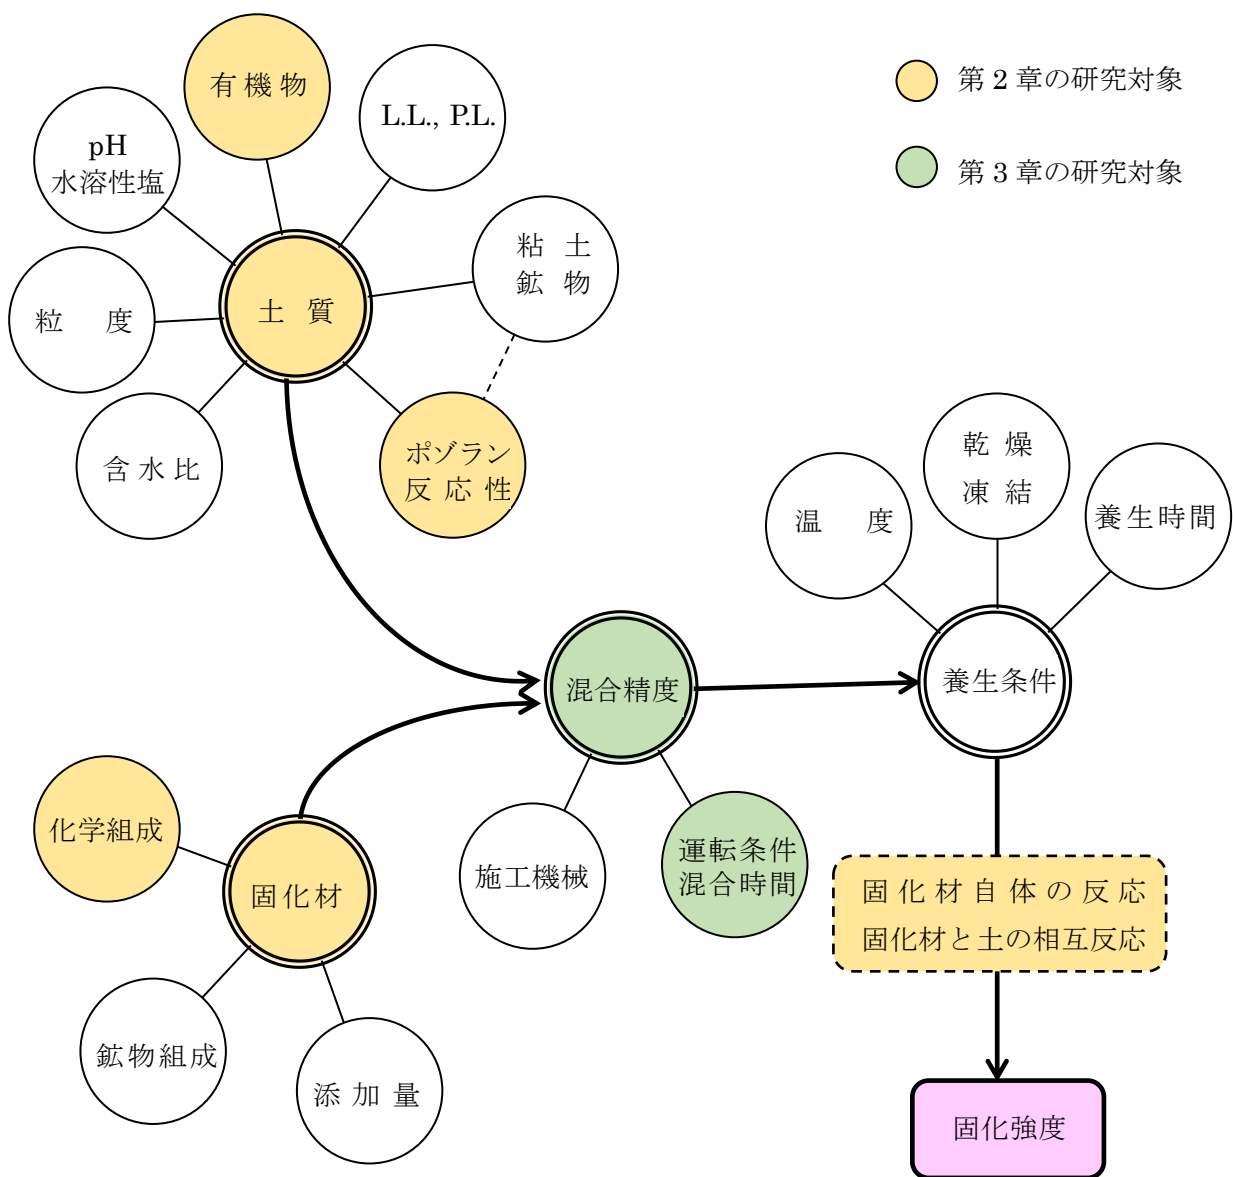 有機物
L.L., P.L.
pH
水溶性塩
粘土
鉱物
粒度
土質
含水比
ポゾラン
反応性
第2章の研究対象
第3章の研究対象
乾燥
凍結
温度
養生時間
混合精度
養生条件
化学組成
固化材
施工機械
運転条件
混合時間
鉱物組成
添加量
固化材自体の反応
固化材と土の相互反応
固化強度